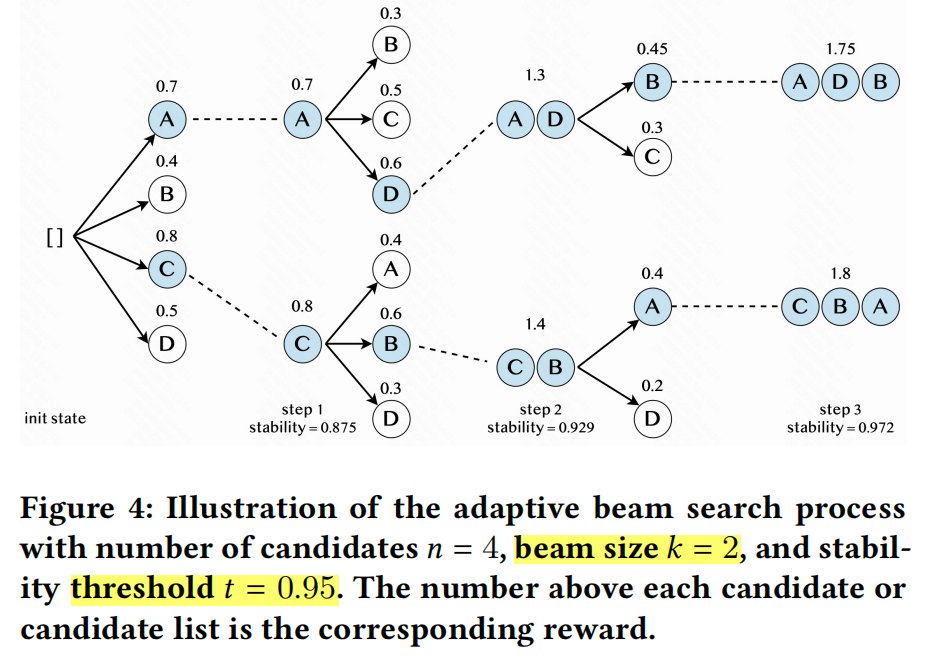 0.3
B
0.7
A
0.7
A
0.5
C
0.6
D
1.3
A D
0.45
B
0.3
C
1.75
A D B
0.4
B
[]
0.8
C
0.5
D
0.8
C
0.4
A
0.6
B
0.3
D
1.4
C B
0.4
A
0.2
D
1.8
C B A
init state
step 1
stability = 0.875
step 2
stability = 0.929
step 3
stability = 0.972
Figure 4: Illustration of the adaptive beam search process
with number of candidates n = 4, beam size k = 2, and stabil-
ity threshold t = 0.95. The number above each candidate or
candidate list is the corresponding reward.